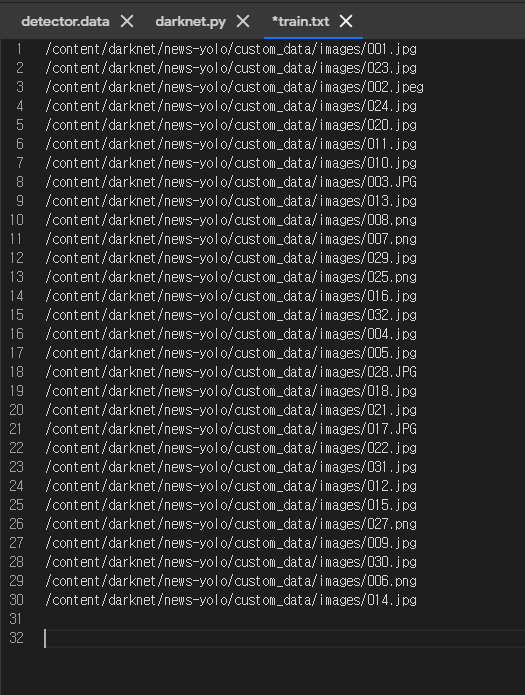 detector.data × darknet.py × *train.txt ×
1 /content/darknet/news-yolo/custom_data/images/001.jpg
2 /content/darknet/news-yolo/custom_data/images/023.jpg
3 /content/darknet/news-yolo/custom_data/images/002.jpeg
4 /content/darknet/news-yolo/custom_data/images/024.jpg
5 /content/darknet/news-yolo/custom_data/images/020.jpg
6 /content/darknet/news-yolo/custom_data/images/011.jpg
7 /content/darknet/news-yolo/custom_data/images/010.jpg
8 /content/darknet/news-yolo/custom_data/images/003.JPG
9 /content/darknet/news-yolo/custom_data/images/013.jpg
10 /content/darknet/news-yolo/custom_data/images/008.png
11 /content/darknet/news-yolo/custom_data/images/007.png
12 /content/darknet/news-yolo/custom_data/images/029.jpg
13 /content/darknet/news-yolo/custom_data/images/025.png
14 /content/darknet/news-yolo/custom_data/images/016.jpg
15 /content/darknet/news-yolo/custom_data/images/032.jpg
16 /content/darknet/news-yolo/custom_data/images/004.jpg
17 /content/darknet/news-yolo/custom_data/images/005.jpg
18 /content/darknet/news-yolo/custom_data/images/028.JPG
19 /content/darknet/news-yolo/custom_data/images/018.jpg
20 /content/darknet/news-yolo/custom_data/images/021.jpg
21 /content/darknet/news-yolo/custom_data/images/017.JPG
22 /content/darknet/news-yolo/custom_data/images/022.jpg
23 /content/darknet/news-yolo/custom_data/images/031.jpg
24 /content/darknet/news-yolo/custom_data/images/012.jpg
25 /content/darknet/news-yolo/custom_data/images/015.jpg
26 /content/darknet/news-yolo/custom_data/images/027.png
27 /content/darknet/news-yolo/custom_data/images/009.jpg
28 /content/darknet/news-yolo/custom_data/images/030.jpg
29 /content/darknet/news-yolo/custom_data/images/006.png
30 /content/darknet/news-yolo/custom_data/images/014.jpg
31
32